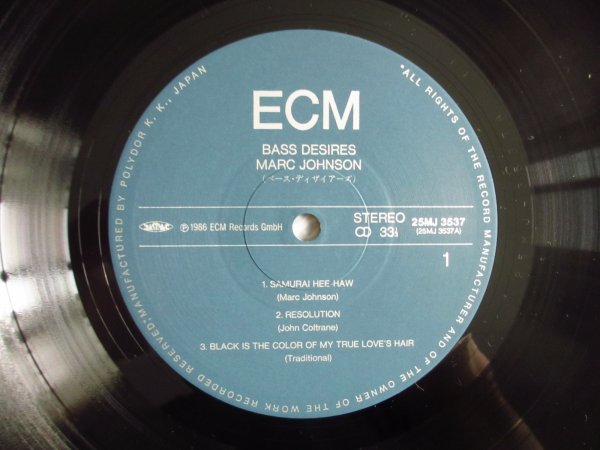 ECM
BASS DESIRES
MARC JOHNSON
(ベース・ディザイアーズ)
℗1986 ECM Records GmbH
STEREO
33⅓
25MJ 3537
(25MJ 3537A)
1
1. SAMURAI HEE-HAW
(Marc Johnson)
2. RESOLUTION
(John Coltrane)
3. BLACK IS THE COLOR OF MY TRUE LOVE'S HAIR
(Traditional)
"ALL RIGHTS OF THE RECORD MANUFACTURER AND OF THE OWNER OF THE WORK RECORDED RESERVED" MANUFACTURED BY POLYDOR K. K., JAPAN